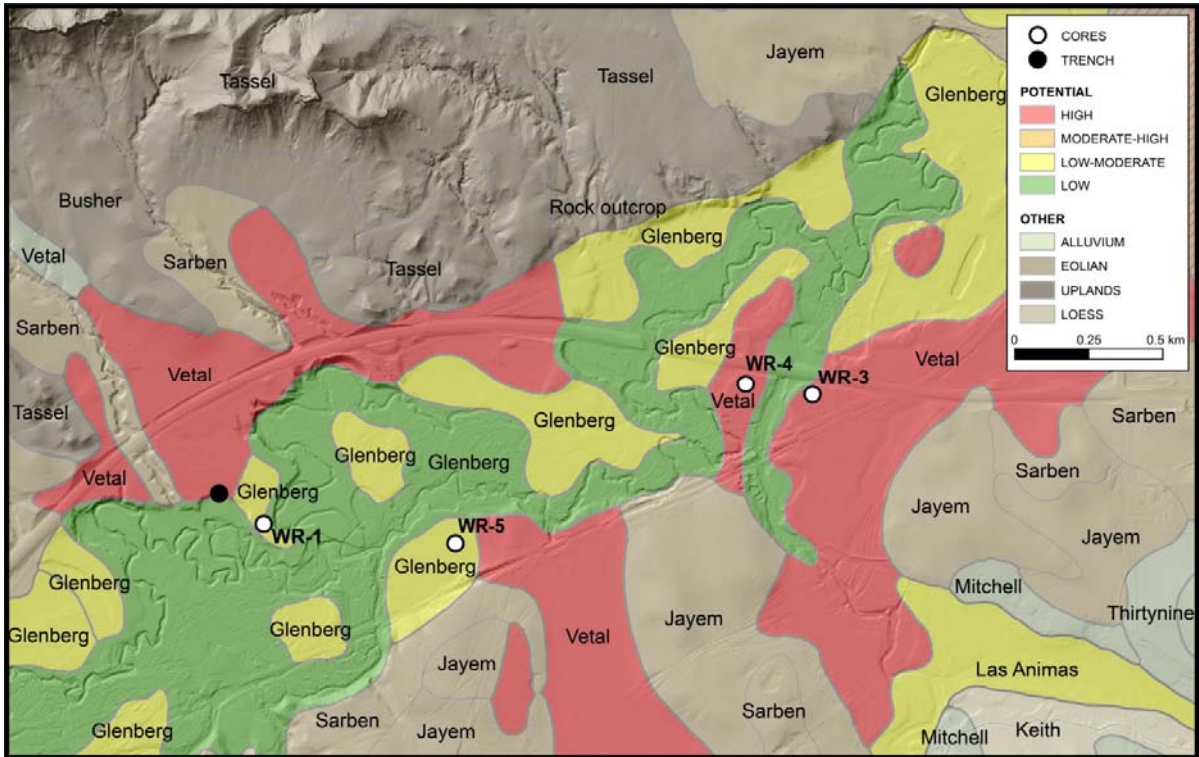 Jayem
Tassel
Tassel
Glenberg
Busher
Rock outcrop
Glenberg
Vetal
Sarben
Tassel
Sarben
Glenberg
Vetal
WR-4
WR-3
Vetal
Vetal
Tassel
Glenberg
Sarben
Glenberg
Glenberg
Sarben
Vetal
Glenberg
Jayem
WR-1
WR-5
Jayem
Glenberg
Glenberg
Mitchell
Thirtynine
Glenberg
Glenberg
Vetal
Jayem
Jayem
Las Animas
Glenberg
Sarben
Jayem
Sarben
Mitchell
Keith
CORES
TRENCH
POTENTIAL
HIGH
MODERATE-HIGH
LOW-MODERATE
LOW
OTHER
ALLUVIUM
EOLIAN
UPLANDS
LOESS
0 0.25 0.5 km